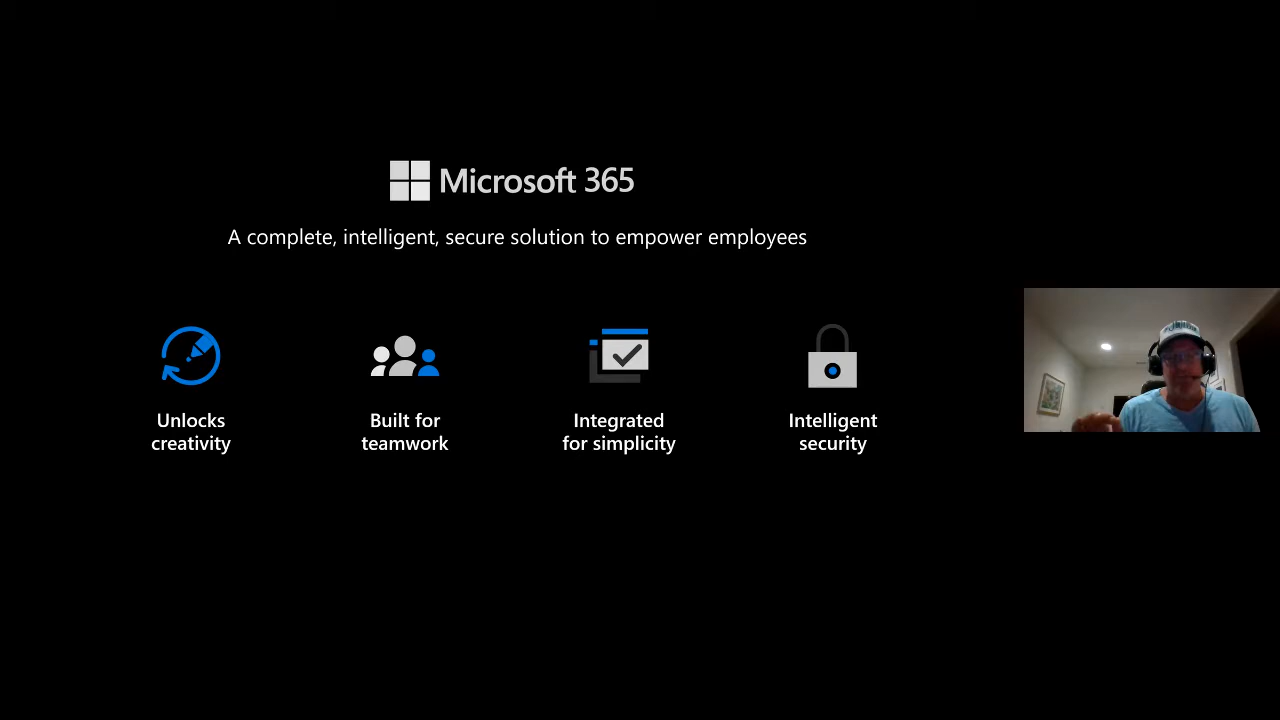 Microsoft 365
A complete, intelligent, secure solution to empower employees
Unlocks
creativity
Built for
teamwork
Integrated
for simplicity
Intelligent
security